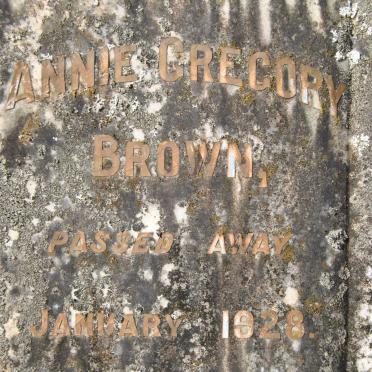 ANNIE GREGORY
BROWN,
PASSED AWAY
JANUARY 1928.